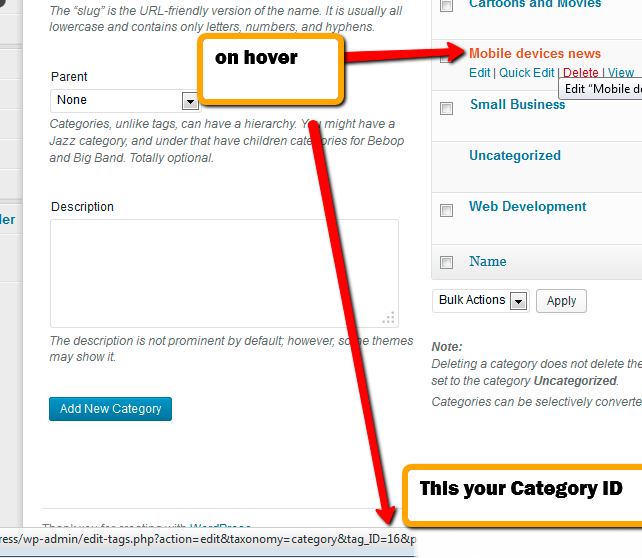 The “slug” is the URL-friendly version of the name. It is usually all
lowercase and contains only letters, numbers, and hyphens.
on hover
Parent
None
Categories, unlike tags, can have a hierarchy. You might have a
Jazz category, and under that have children categories for Bebop
and Big Band. Totally optional.
Description
The description is not prominent by default; however, some themes
may show it.
Add New Category
Thank you for creating with WordPress
ress/wp-admin/edit-tags.php?action=edit&taxonomy=category&tag_ID=16&p
der
Cartoons and Movies
Mobile devices news
Edit | Quick Edit | Delete | View
Edit “Mobile de
Small Business
Uncategorized
Web Development
Name
Bulk Actions
Apply
Note:
Deleting a category does not delete the
set to the category Uncategorized.
Categories can be selectively converte
This your Category ID